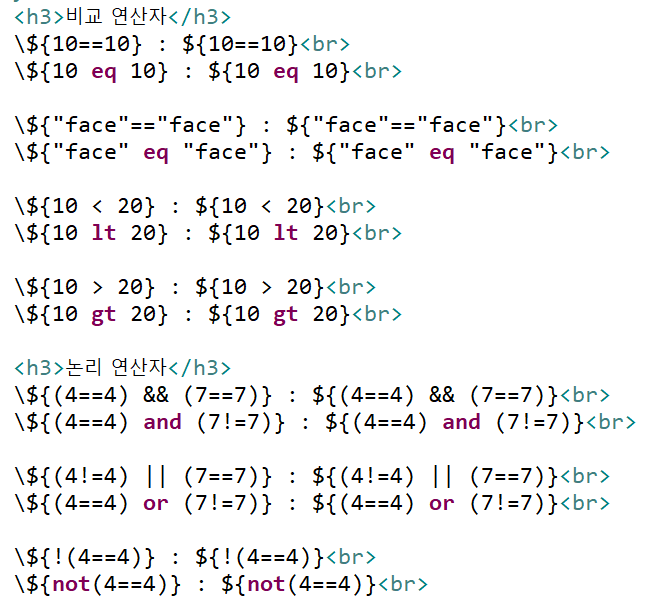 <h3>비교 연산자</h3>
\${10==10} : ${10==10}<br>
\${10 eq 10} : ${10 eq 10}<br>
\${"face"=="face"} : ${"face"=="face"}<br>
\${"face" eq "face"} : ${"face" eq "face"}<br>
\${10 < 20} : ${10 < 20}<br>
\${10 lt 20} : ${10 lt 20}<br>
\${10 > 20} : ${10 > 20}<br>
\${10 gt 20} : ${10 gt 20}<br>
<h3>논리 연산자</h3>
\${(4==4) && (7==7)} : ${(4==4) && (7==7)}<br>
\${(4==4) and (7!=7)} : ${(4==4) and (7!=7)}<br>
\${(4!=4) || (7==7)} : ${(4!=4) || (7==7)}<br>
\${(4==4) or (7!=7)} : ${(4==4) or (7!=7)}<br>
\${!(4==4)} : ${!(4==4)}<br>
\${not(4==4)} : ${not(4==4)}<br>